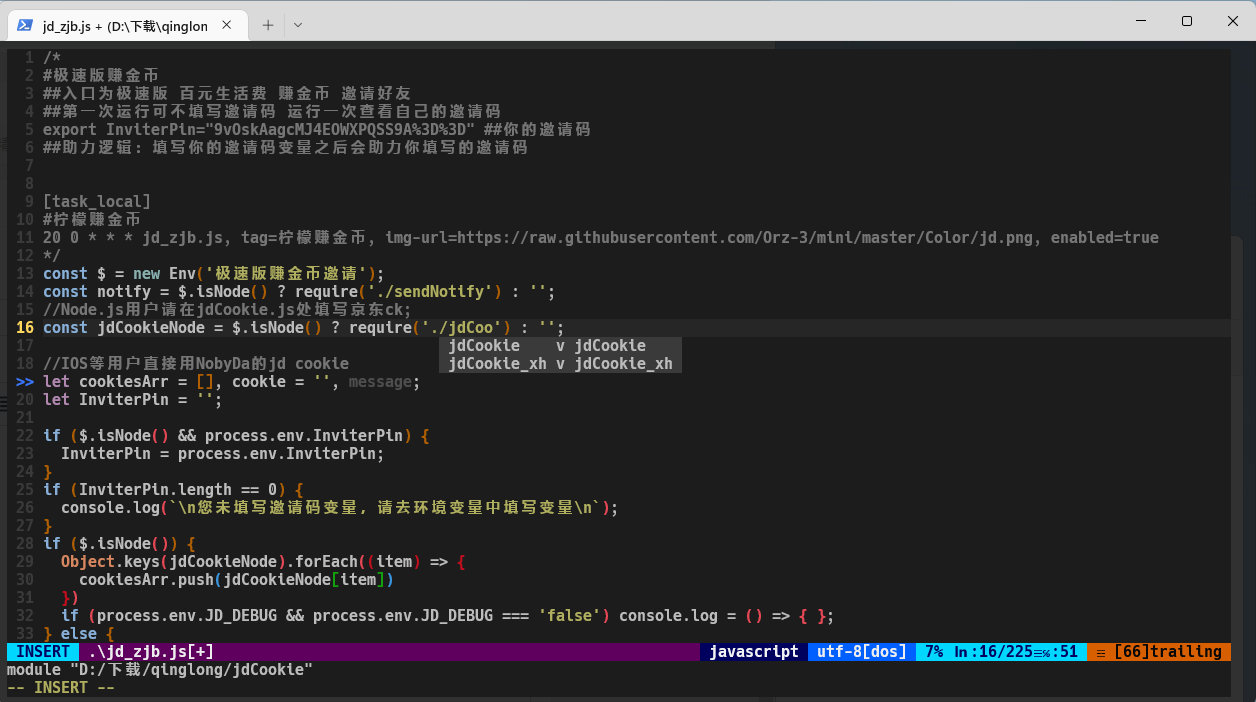 jd_zjb.js + (D:\下载\qinglon
1 /*
2 #极速版赚金币
3 ##入口为极速版 百元生活费 赚金币 邀请好友
4 ##第一次运行可不填写邀请码 运行一次查看自己的邀请码
5 export InviterPin="9vOskAagcMJ4EOWXPQSS9A%3D%3D" ##你的邀请码
6 ##助力逻辑：填写你的邀请码变量之后会助力你填写的邀请码
7
8
9 [task_local]
10 #柠檬赚金币
11 20 0 * * * jd_zjb.js, tag=柠檬赚金币, img-url=https://raw.githubusercontent.com/Orz-3/mini/master/Color/jd.png, enabled=true
12 */
13 const $ = new Env('极速版赚金币邀请');
14 const notify = $.isNode() ? require('./sendNotify') : '';
15 //Node.js用户请在jdCookie.js处填写京东ck;
16 const jdCookieNode = $.isNode() ? require('./jdCoo') : '';
17 jdCookie v jdCookie
18 //IOS等用户直接用NobyDa的jd cookie jdCookie_xh v jdCookie_xh
>> let cookiesArr = [], cookie = '', message;
20 let InviterPin = '';
21
22 if ($.isNode() && process.env.InviterPin) {
23 InviterPin = process.env.InviterPin;
24 }
25 if (InviterPin.length == 0) {
26 console.log(`\n您未填写邀请码变量, 请去环境变量中填写变量\n`);
27 }
28 if ($.isNode()) {
29 Object.keys(jdCookieNode).forEach((item) => {
30 cookiesArr.push(jdCookieNode[item])
31 })
32 if (process.env.JD_DEBUG && process.env.JD_DEBUG === 'false') console.log = () => { };
33 } else {
INSERT .\jd_zjb.js[+] javascript utf-8[dos] 7% ln:16/225☰℅:51 ☰ [66]trailing
module "D:/下载/qinglong/jdCookie"
-- INSERT --